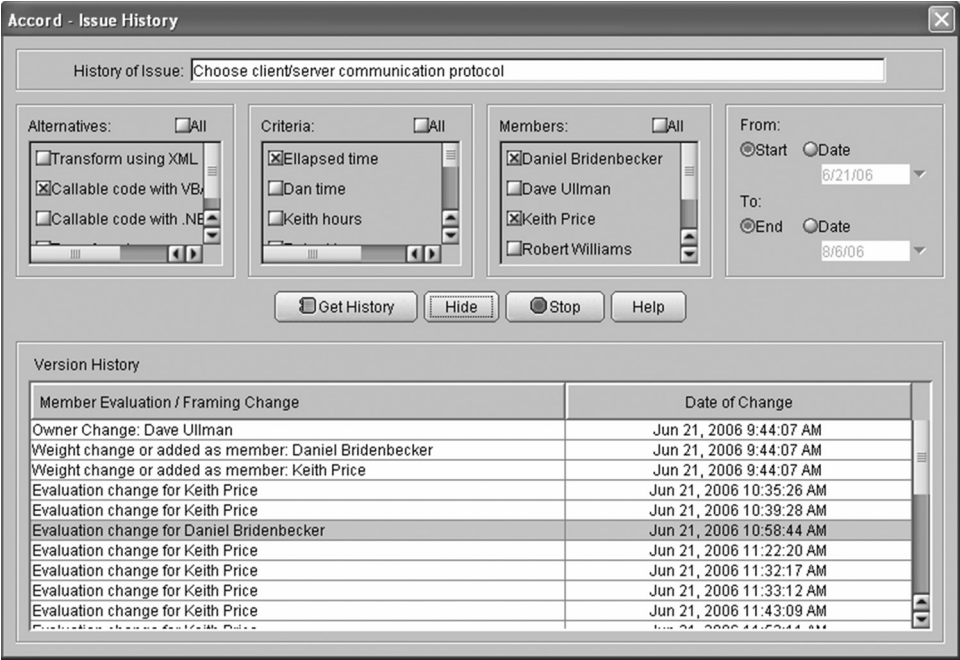 Accord - Issue History
History of Issue: Choose client/server communication protocol
Alternatives: All
Transform using XML
Callable code with VBA
Callable code with .NE
Criteria: All
Ellapsed time
Dan time
Keith hours
Members: All
Daniel Bridenbecker
Dave Ullman
Keith Price
Robert Williams
From:
Start Date
6/21/06
To:
End Date
8/6/06
Get History Hide Stop Help
Version History
Member Evaluation / Framing Change Date of Change
Owner Change: Dave Ullman Jun 21, 2006 9:44:07 AM
Weight change or added as member: Daniel Bridenbecker Jun 21, 2006 9:44:07 AM
Weight change or added as member: Keith Price Jun 21, 2006 9:44:07 AM
Evaluation change for Keith Price Jun 21, 2006 10:35:26 AM
Evaluation change for Keith Price Jun 21, 2006 10:39:28 AM
Evaluation change for Daniel Bridenbecker Jun 21, 2006 10:58:44 AM
Evaluation change for Keith Price Jun 21, 2006 11:22:20 AM
Evaluation change for Keith Price Jun 21, 2006 11:32:17 AM
Evaluation change for Keith Price Jun 21, 2006 11:33:12 AM
Evaluation change for Keith Price Jun 21, 2006 11:43:09 AM